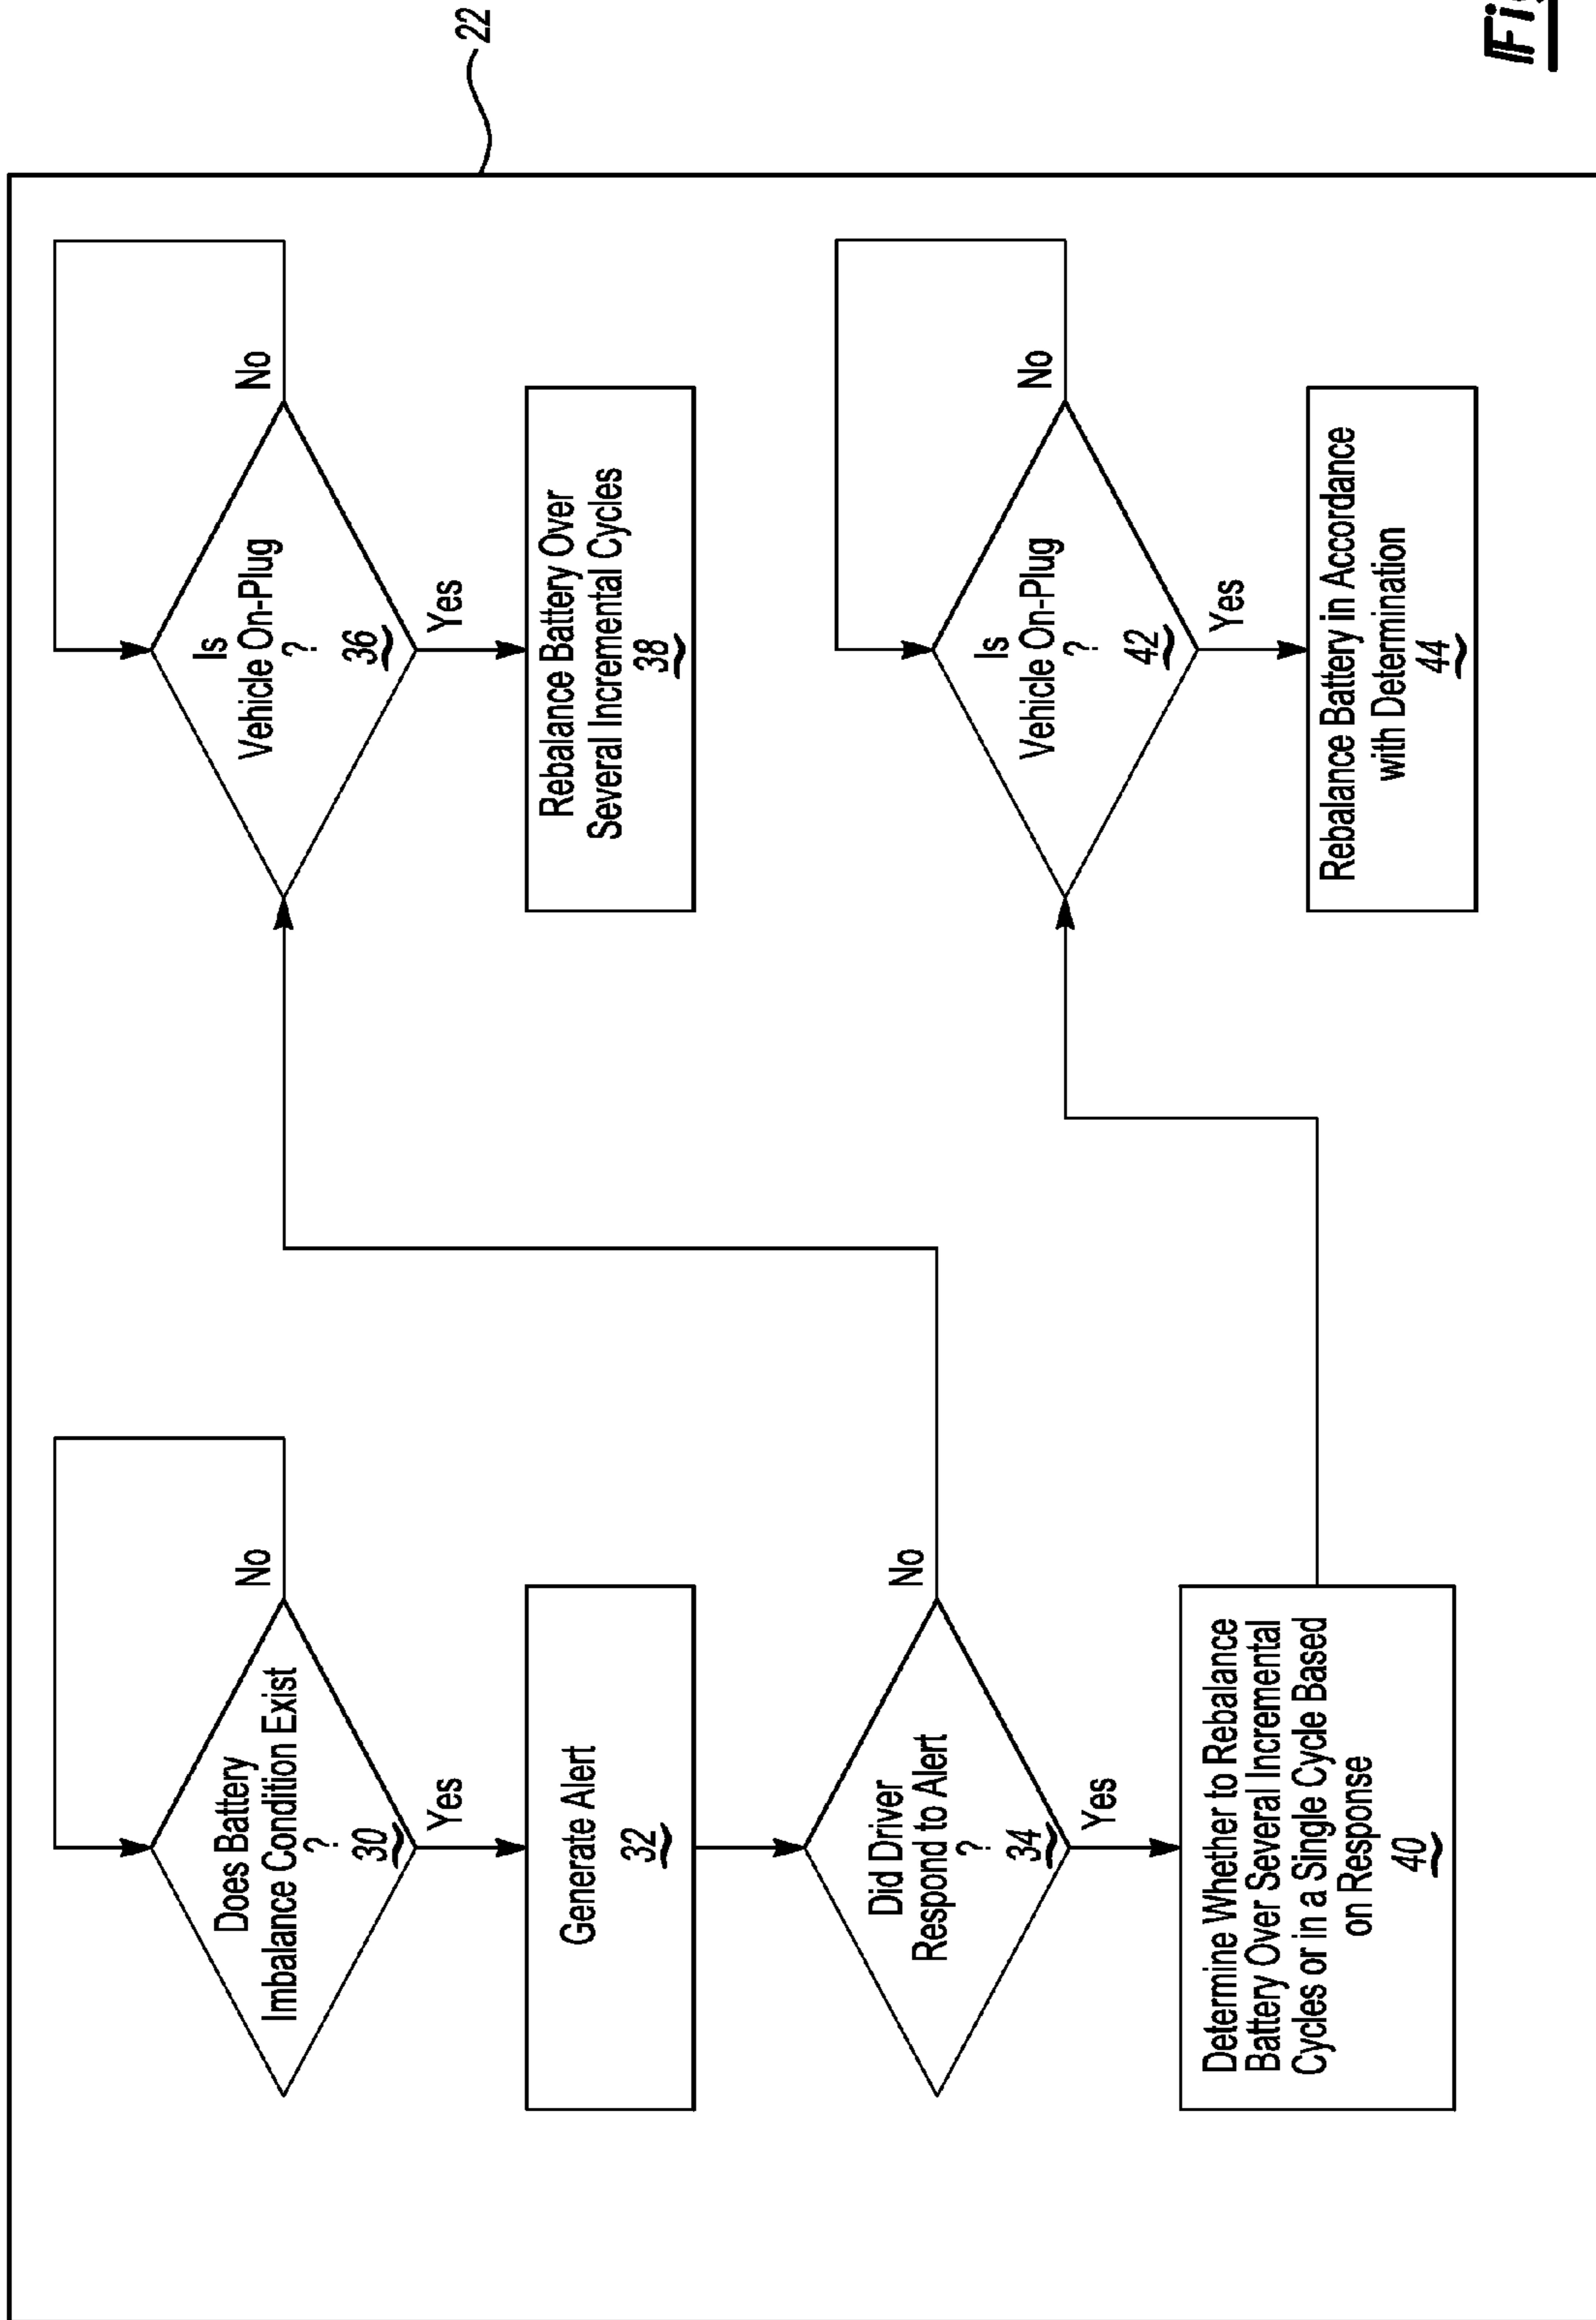 22
Does Battery
Imbalance Condition Exist
?
30
No
Yes
Generate Alert
32
Did Driver
Respond to Alert
?
34
No
Yes
Determine Whether to Rebalance
Battery Over Several Incremental
Cycles or in a Single Cycle Based
on Response
40
Is
Vehicle On-Plug
?
36
No
Yes
Rebalance Battery Over
Several Incremental Cycles
38
Is
Vehicle On-Plug
?
42
No
Yes
Rebalance Battery in Accordance
with Determination
44